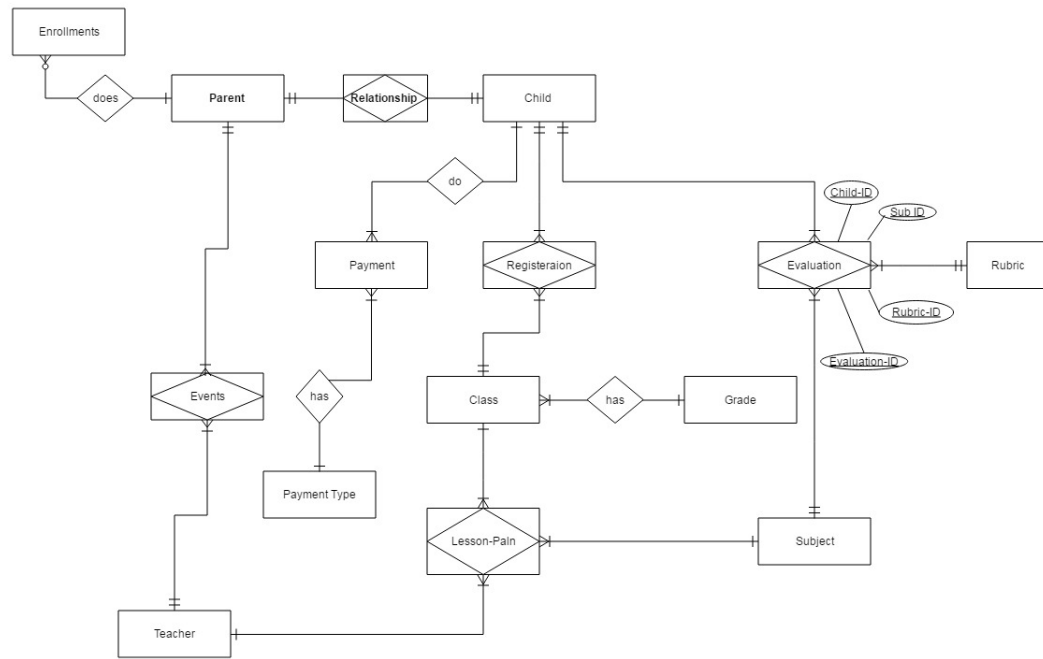 Enrollments
does
Parent
Relationship
Child
do
Child-ID
Sub ID
Payment
Registeraion
Evaluation
Rubric
Rubric-ID
Evaluation-ID
Events
has
Class
has
Grade
Payment Type
Lesson-Paln
Subject
Teacher